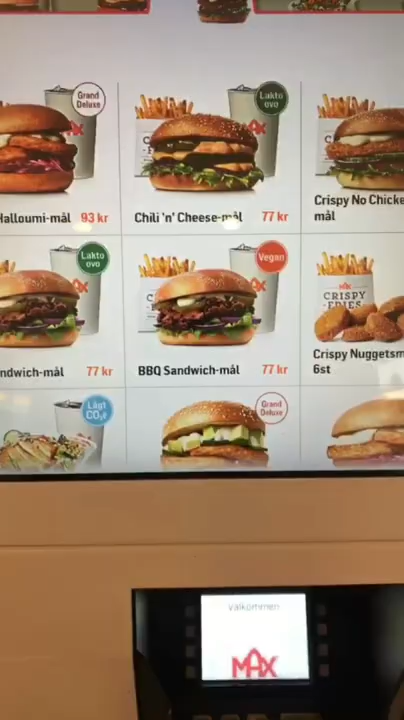 Grand
Deluxe
Lakto
ovo
MAX
Halloumi-mål 93 kr
Chili 'n' Cheese-mål 77 kr
Crispy No Chicke
mål
Lakto
ovo
Vegan
MAX
CRISPY
-FRIES
ndwich-mål 77 kr
BBQ Sandwich-mål 77 kr
Crispy Nuggetsm
6st
Lågt
CO₂e
Grand
Deluxe
Välkommen
MAX